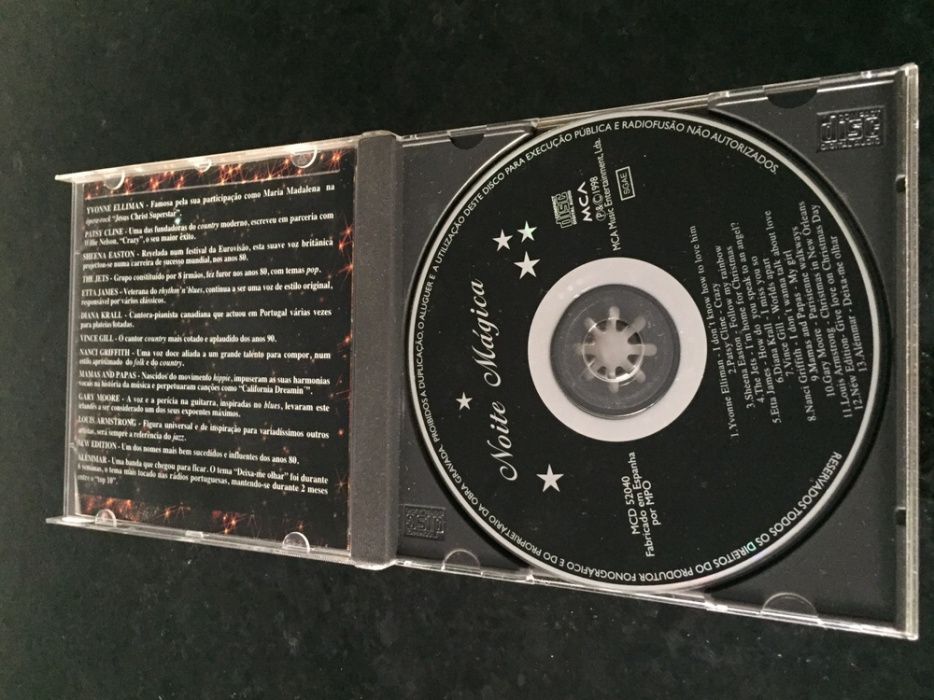 YVONNE ELLIMAN - Famosa pela sua participação como Maria Madalena na
ópera-rock "Jesus Christ Superstar".
PATSY CLINE - Uma das fundadoras do country moderno, escreveu em parceria com
Willie Nelson, "Crazy", o seu maior êxito.
SHEENA EASTON - Revelada num festival da Eurovisão, esta suave voz britânica
projectou-se numa carreira de sucesso mundial, nos anos 80.
THE JETS - Grupo constituído por 8 irmãos, fez furor nos anos 80, com temas pop.
ETTA JAMES - Veterana do rhythm'n'blues, continua a ser uma voz de estilo original,
responsável por vários clássicos.
DIANA KRALL - Cantora-pianista canadiana que actuou em Portugal várias vezes
para plateias lotadas.
VINCE GILL - O cantor country mais cotado e aplaudido dos anos 90.
NANCI GRIFFITH - Uma voz doce aliada a um grande talento para compor, num
estilo aproximado do folk e do country.
MAMAS AND PAPAS - Nascidos do movimento hippie, impuseram as suas harmonias
vocais na história da música e perpetuaram canções como "California Dreamin'".
GARY MOORE - A voz e a perícia na guitarra, inspiradas no blues, levaram este
irlandês a ser considerado um dos seus expoentes máximos.
LOUIS ARMSTRONG - Figura universal e de inspiração para variadíssimos outros
artistas, será sempre a referência do jazz.
NEW EDITION - Um dos nomes mais bem sucedidos e influentes dos anos 80.
ALÉMMAR - Uma banda que chegou para ficar. O tema "Deixa-me olhar" foi durante
6 semanas, o tema mais tocado nas rádios portuguesas, mantendo-se durante 2 meses
entre o "top 10".
RESERVADOS TODOS OS DIREITOS DO PRODUTOR FONOGRÁFICO E DO PROPRIETÁRIO DA OBRA GRAVADA. PROIBIDOS A DUPLICAÇÃO, O ALUGUER E A UTILIZAÇÃO DESTE DISCO PARA EXECUÇÃO PÚBLICA E RADIOFUSÃO NÃO AUTORIZADOS.
Noite Mágica
disc
MCA
℗&©1998
MCA Music Entertainment, Lda.
SGAE
MCD 52040
Fabricado em Espanha
por MPO
1.Yvonne Elliman - I don't know how to love him
2.Patsy Cline - Crazy
3.Sheena Easton - Follow my rainbow
4.The Jets - I'm home for Christmas
5.Etta James - How do you speak to an angel?
6.Diana Krall - I miss you so
7.Vince Gill - Worlds apart
8.Nanci Griffith - I don't wanna talk about love
9.Mamas and Papas - My girl
10.Gary Moore - Parisienne walkways
11.Louis Armstrong - Christmas in New Orleans
12.New Edition - Give love on Christmas Day
13.Alémmar - Deixa-me olhar
COMPACT
disc
DIGITAL AUDIO